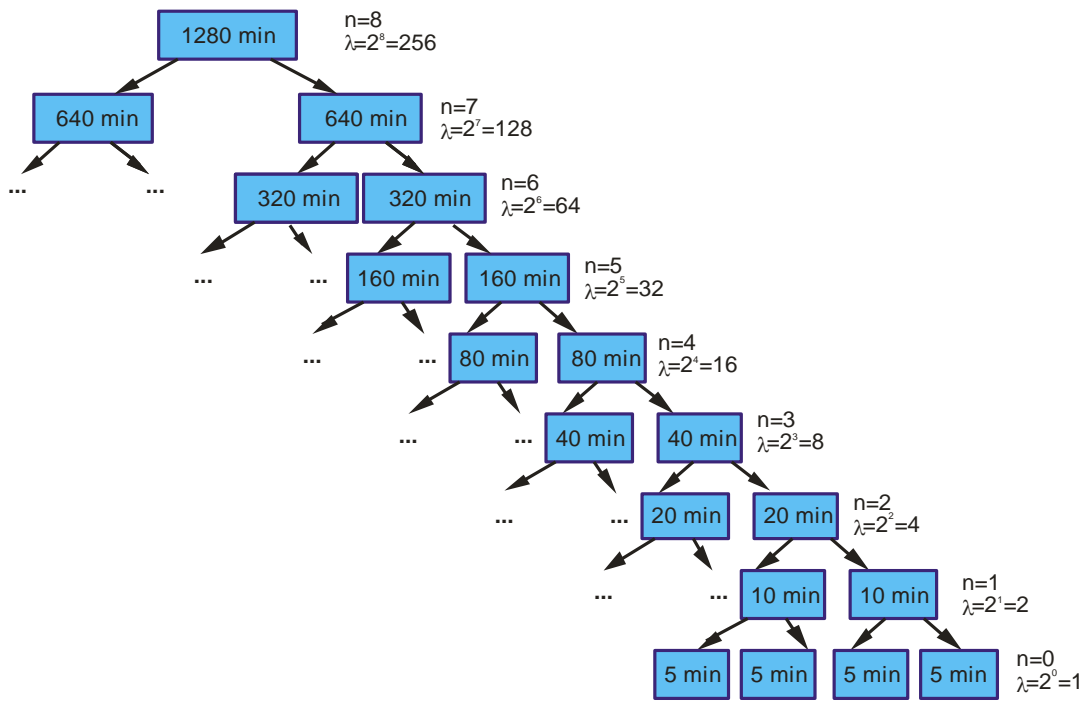 1280 min
n=8
λ=2⁸=256
640 min
640 min
n=7
λ=2⁷=128
...
...
320 min
320 min
n=6
λ=2⁶=64
...
...
160 min
160 min
n=5
λ=2⁵=32
...
...
80 min
80 min
n=4
λ=2⁴=16
...
...
40 min
40 min
n=3
λ=2³=8
...
...
20 min
20 min
n=2
λ=2²=4
...
...
10 min
10 min
n=1
λ=2¹=2
5 min
5 min
5 min
5 min
n=0
λ=2⁰=1